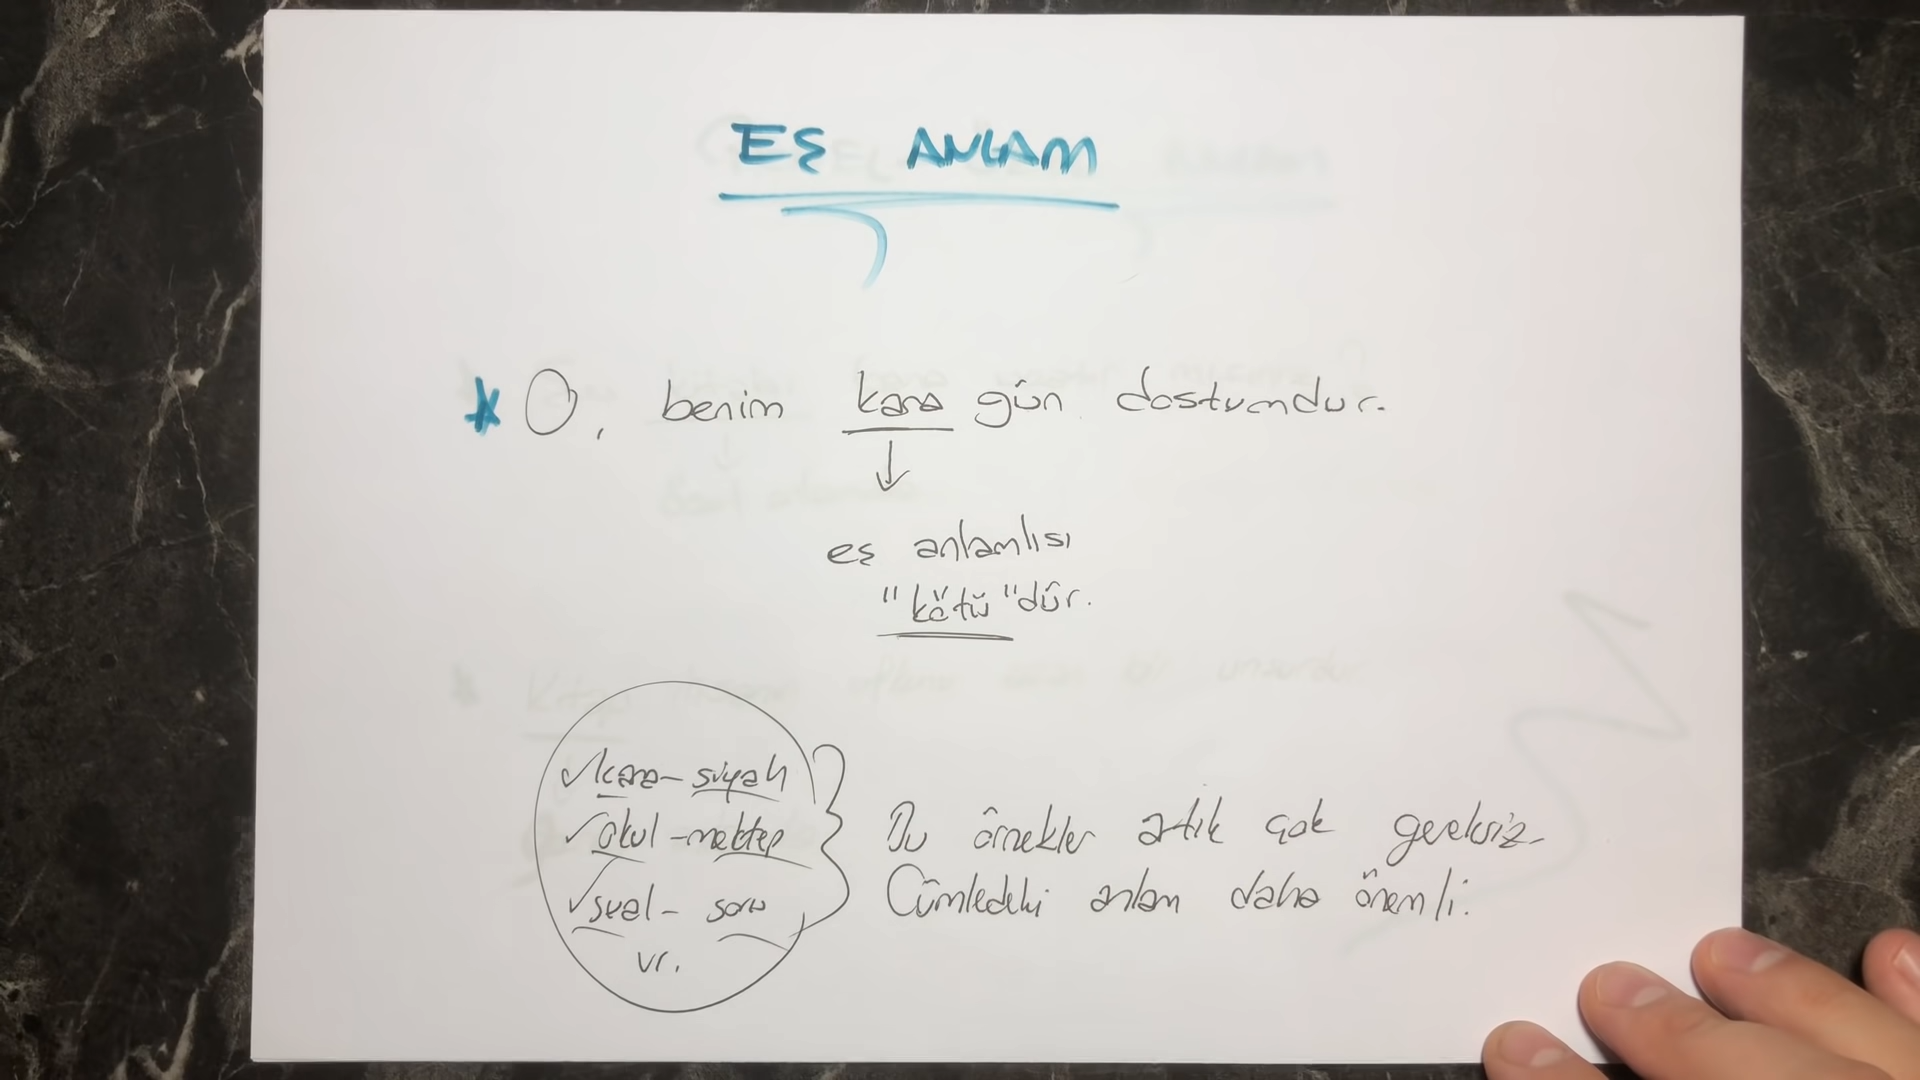 EŞ ANLAM
* O, benim kara gün dostumdur.
↓
eş anlamlısı
"kötü"dür.
✓kara - siyah
✓okul - mektep
✓sual - soru
vr.
Bu örnekler artık çok gereksiz.
Cümledeki anlam daha önemli.